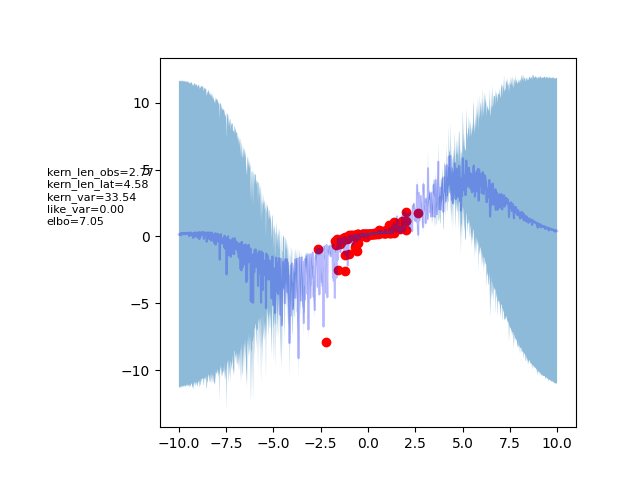 kern_len_obs=2.77
kern_len_lat=4.58
kern_var=33.54
like_var=0.00
elbo=7.05
10
5
0
−5
−10
−10.0 −7.5 −5.0 −2.5 0.0 2.5 5.0 7.5 10.0